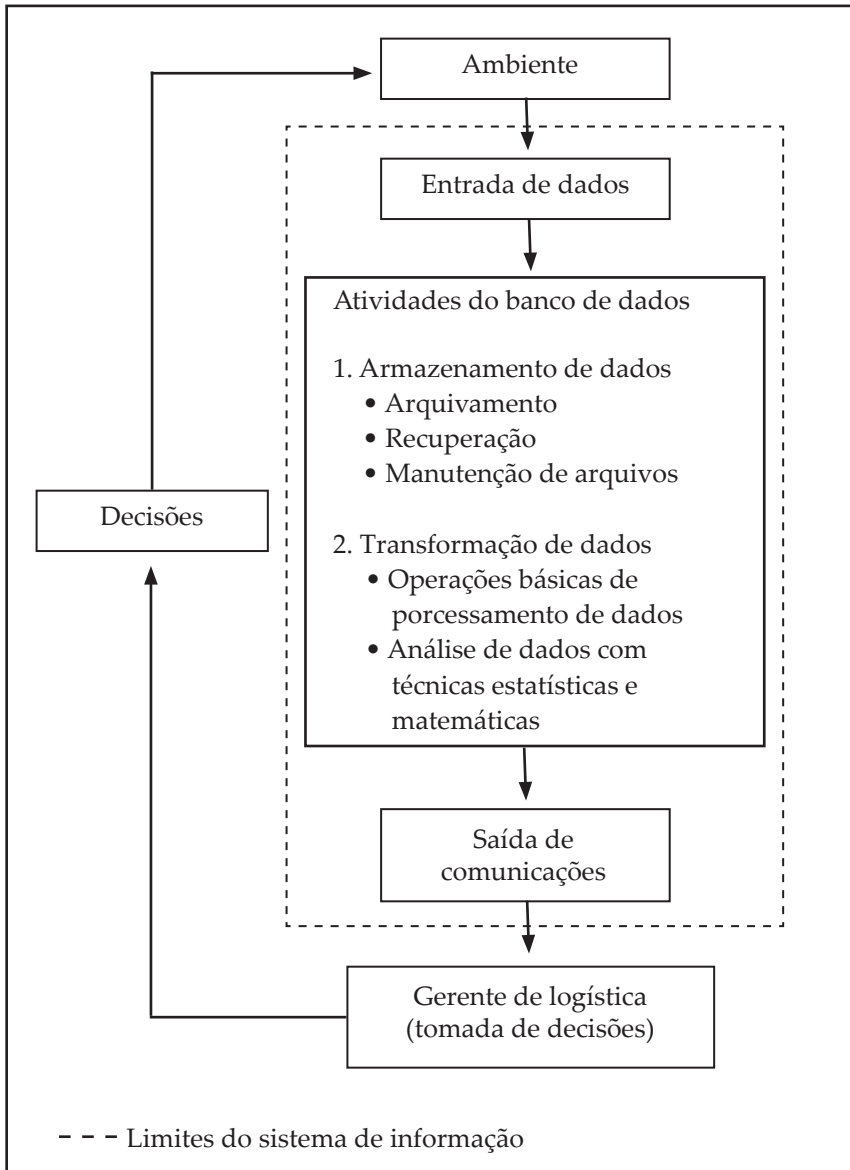 Ambiente
Entrada de dados
Atividades do banco de dados
1. Armazenamento de dados
• Arquivamento
• Recuperação
• Manutenção de arquivos
Decisões
2. Transformação de dados
• Operações básicas de
porcessamento de dados
• Análise de dados com
técnicas estatísticas e
matemáticas
Saída de
comunicações
Gerente de logística
(tomada de decisões)
Limites do sistema de informação